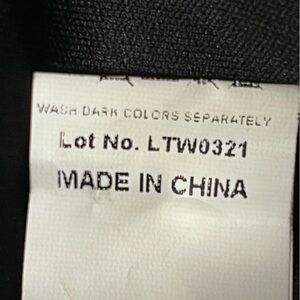 WASH DARK COLORS SEPARATELY
Lot No. LTW0321
MADE IN CHINA